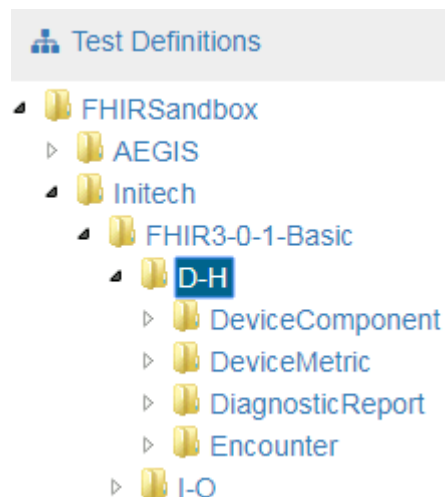 Test Definitions
FHIRSandbox
AEGIS
Initech
FHIR3-0-1-Basic
D-H
DeviceComponent
DeviceMetric
DiagnosticReport
Encounter
I-O